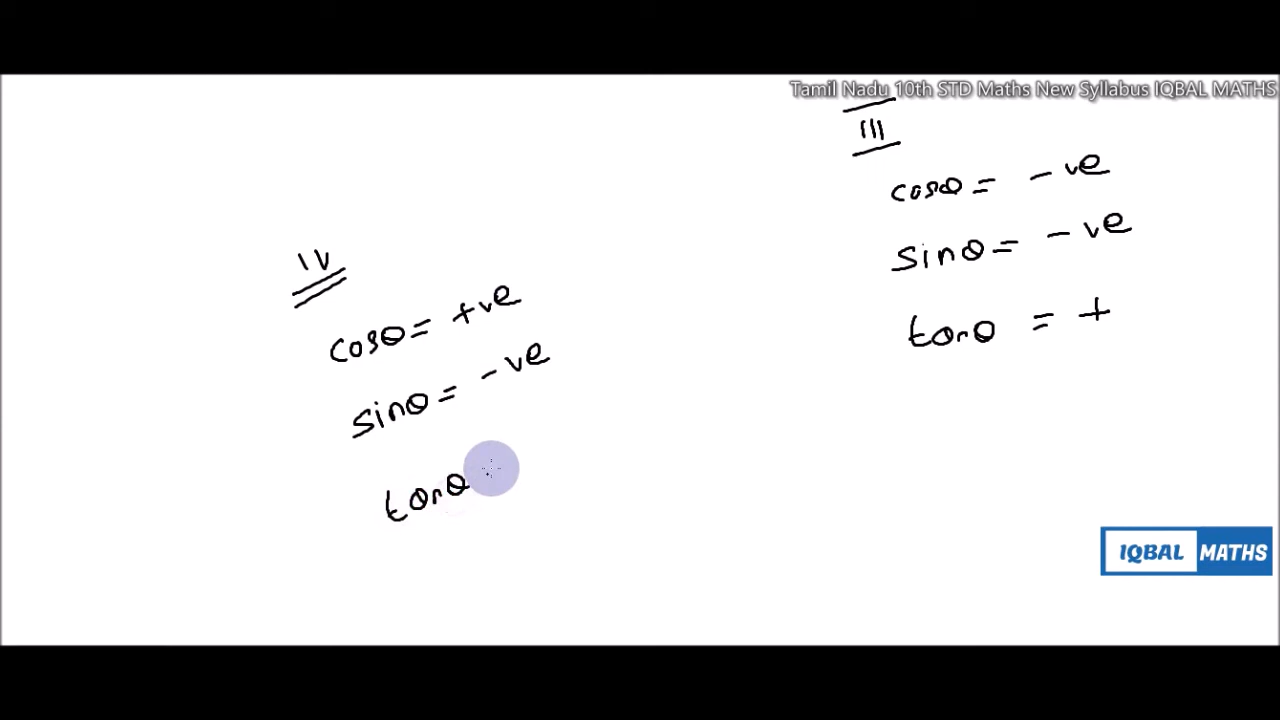 Tamil Nadu 10th STD Maths New Syllabus IQBAL MATHS
III
cosθ = -ve
sinθ = -ve
tanθ = +
IV
cosθ = +ve
sinθ = -ve
tanθ
IQBAL MATHS